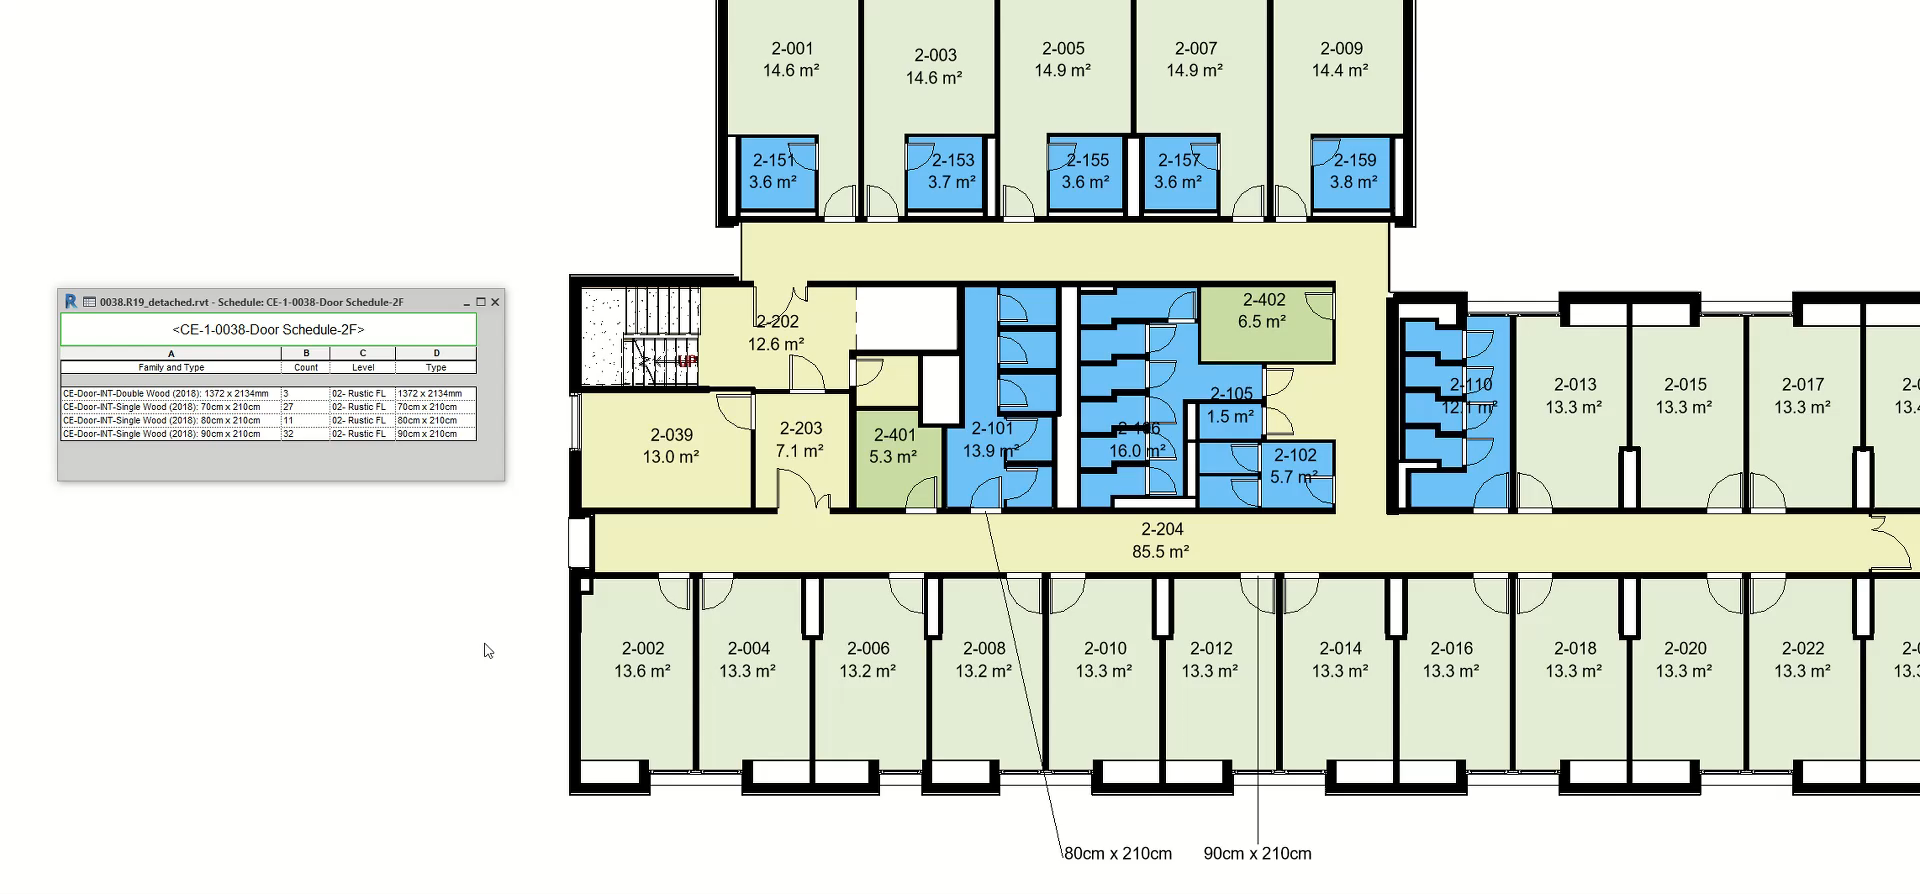 2-001
14.6 m²
2-003
14.6 m²
2-005
14.9 m²
2-007
14.9 m²
2-009
14.4 m²
2-151
3.6 m²
2-153
3.7 m²
2-155
3.6 m²
2-157
3.6 m²
2-159
3.8 m²
0038.R19_detached.rvt - Schedule: CE-1-0038-Door Schedule-2F
<CE-1-0038-Door Schedule-2F>
A B C D
Family and Type Count Level Type
CE-Door-INT-Double Wood (2018): 1372 x 2134mm 3 02- Rustic FL 1372 x 2134mm
CE-Door-INT-Single Wood (2018): 70cm x 210cm 27 02- Rustic FL 70cm x 210cm
CE-Door-INT-Single Wood (2018): 80cm x 210cm 11 02- Rustic FL 80cm x 210cm
CE-Door-INT-Single Wood (2018): 90cm x 210cm 32 02- Rustic FL 90cm x 210cm
2-202
12.6 m²
UP
2-402
6.5 m²
2-039
13.0 m²
2-203
7.1 m²
2-401
5.3 m²
2-101
13.9 m²
2-106
16.0 m²
2-105
1.5 m²
2-102
5.7 m²
2-110
12.1 m²
2-013
13.3 m²
2-015
13.3 m²
2-017
13.3 m²
2-204
85.5 m²
2-002
13.6 m²
2-004
13.3 m²
2-006
13.2 m²
2-008
13.2 m²
2-010
13.3 m²
2-012
13.3 m²
2-014
13.3 m²
2-016
13.3 m²
2-018
13.3 m²
2-020
13.3 m²
2-022
13.3 m²
80cm x 210cm
90cm x 210cm